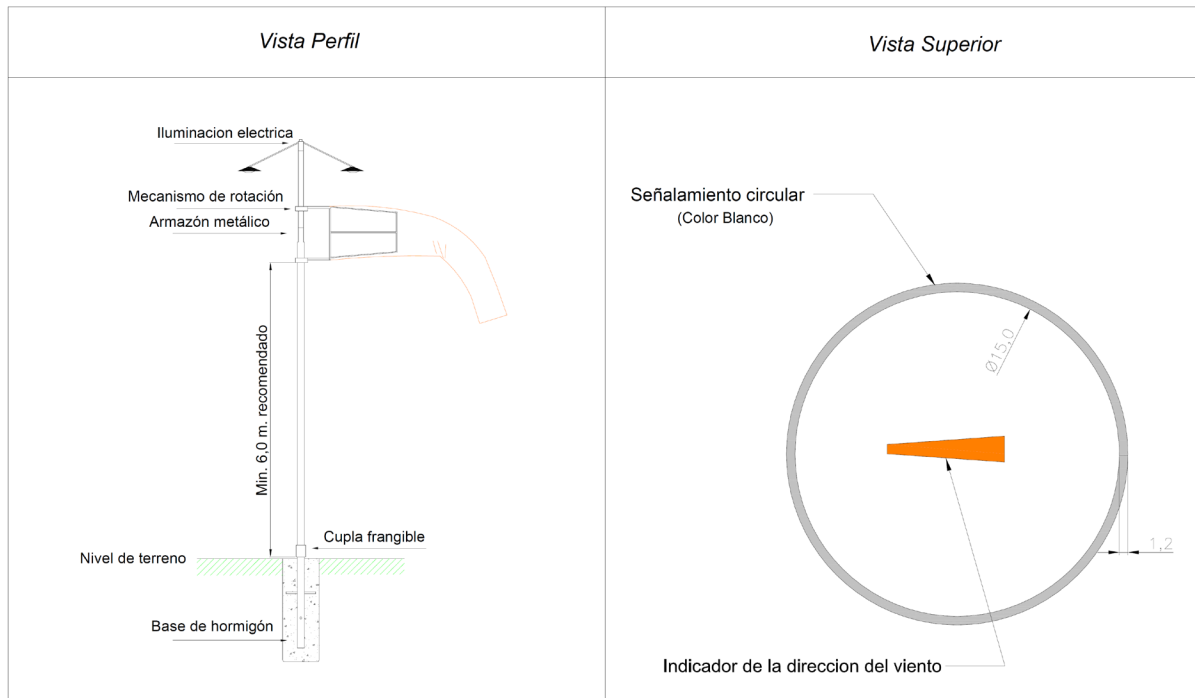 Vista Perfil
Vista Superior
Iluminacion electrica
Mecanismo de rotación
Armazón metálico
Min. 6,0 m. recomendado
Cupla frangible
Nivel de terreno
Base de hormigón
Señalamiento circular
(Color Blanco)
Ø15,0
1,2
Indicador de la direccion del viento